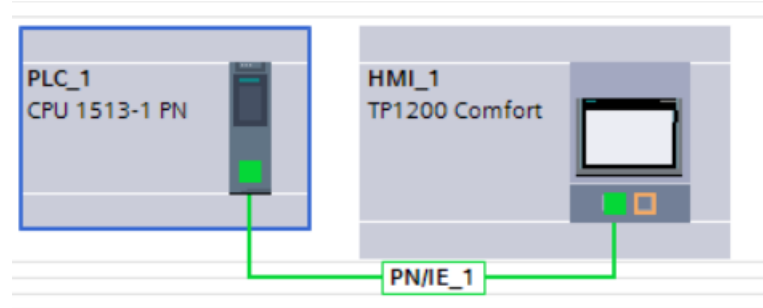 PLC_1
CPU 1513-1 PN
HMI_1
TP1200 Comfort
PN/IE_1